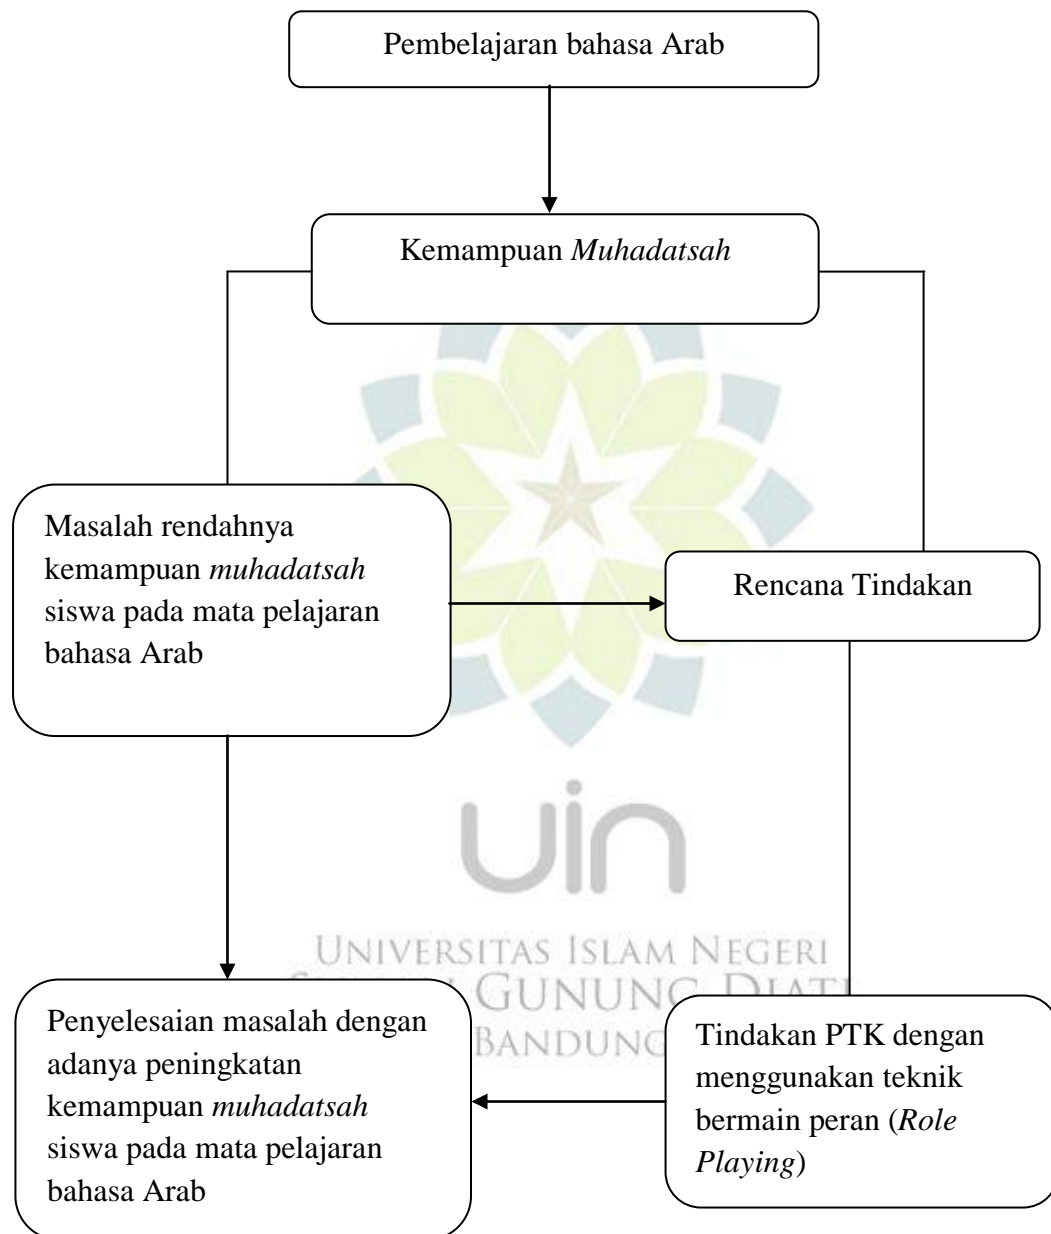 Pembelajaran bahasa Arab
Kemampuan Muhadatsah
Masalah rendahnya
kemampuan muhadatsah
siswa pada mata pelajaran
bahasa Arab
Rencana Tindakan
uin
UNIVERSITAS ISLAM NEGERI
GUNUNG DJATI
BANDUNG
Penyelesaian masalah dengan
adanya peningkatan
kemampuan muhadatsah
siswa pada mata pelajaran
bahasa Arab
Tindakan PTK dengan
menggunakan teknik
bermain peran (Role
Playing)